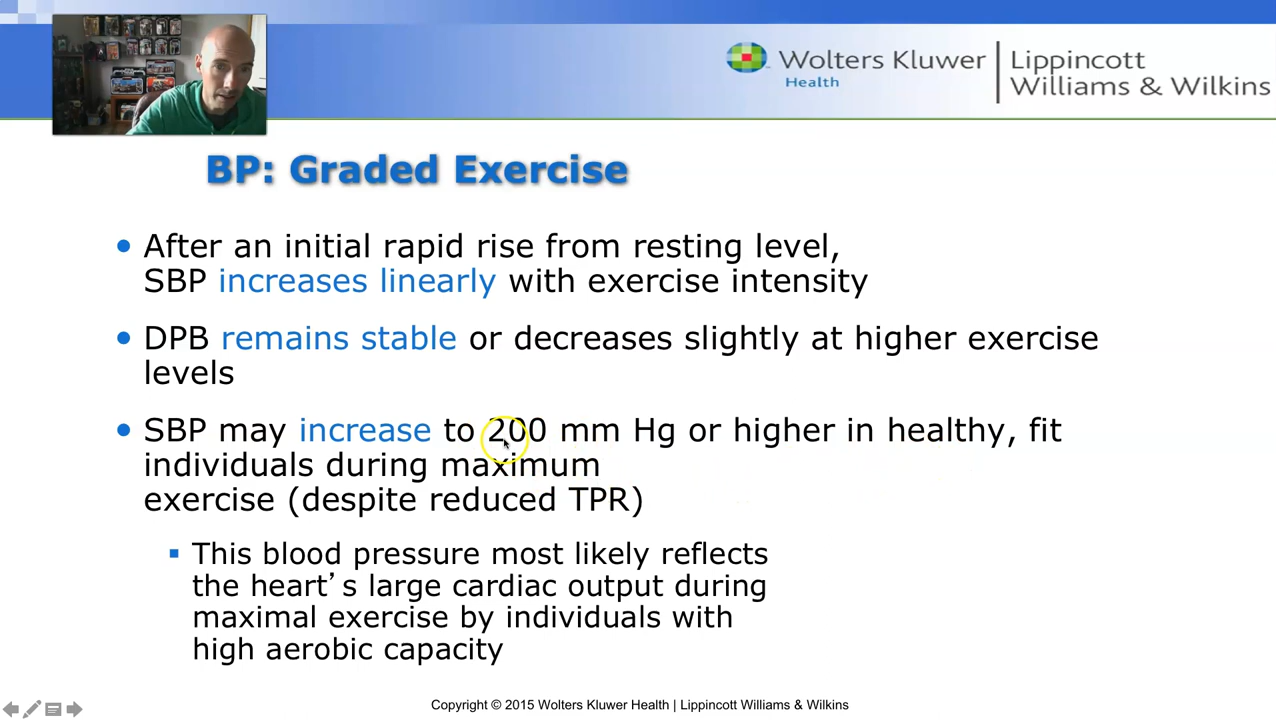 Wolters Kluwer
Health
Lippincott
Williams & Wilkins
BP: Graded Exercise
• After an initial rapid rise from resting level,
SBP increases linearly with exercise intensity
• DPB remains stable or decreases slightly at higher exercise
levels
• SBP may increase to 200 mm Hg or higher in healthy, fit
individuals during maximum
exercise (despite reduced TPR)
▪ This blood pressure most likely reflects
the heart’s large cardiac output during
maximal exercise by individuals with
high aerobic capacity
Copyright © 2015 Wolters Kluwer Health | Lippincott Williams & Wilkins